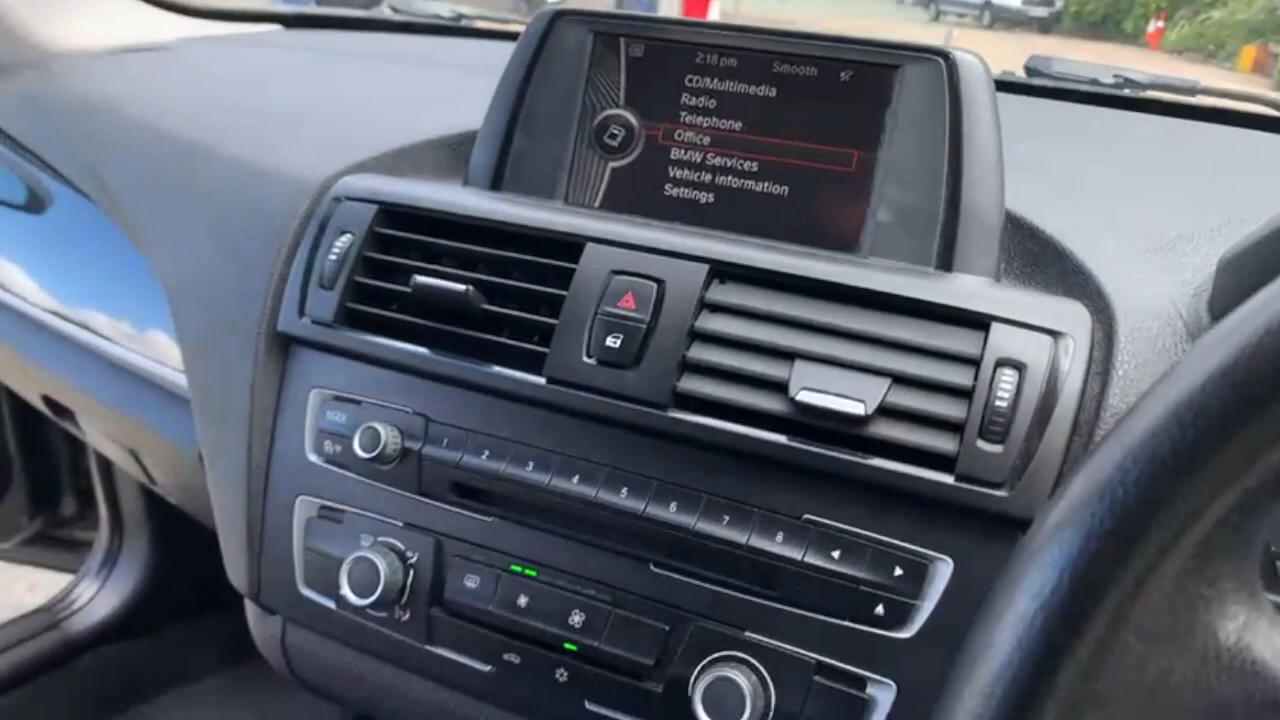 2:18 pm Smooth
CD/Multimedia
Radio
Telephone
Office
BMW Services
Vehicle information
Settings
1 2 3 4 5 6 7 8